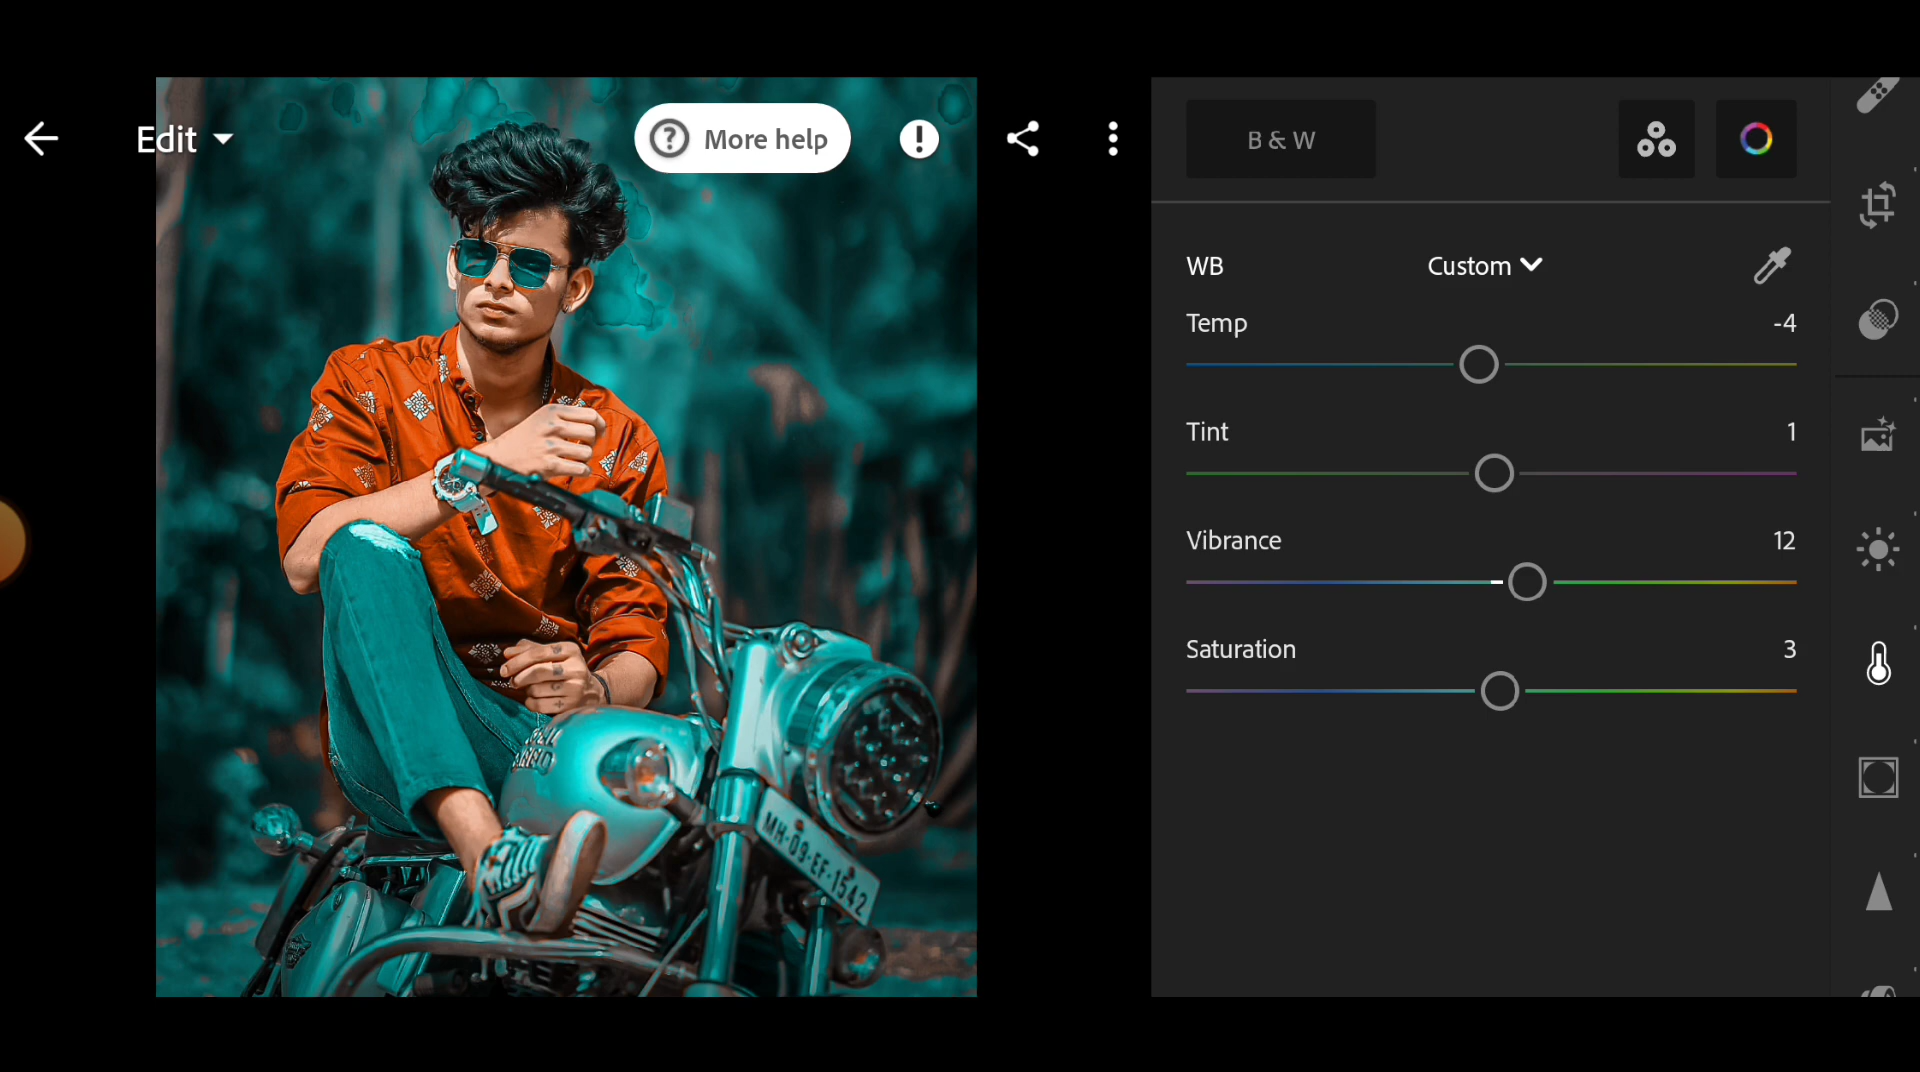 Edit
More help
B & W
WB
Custom
Temp
-4
Tint
1
Vibrance
12
Saturation
3
MH-09-EF-1542